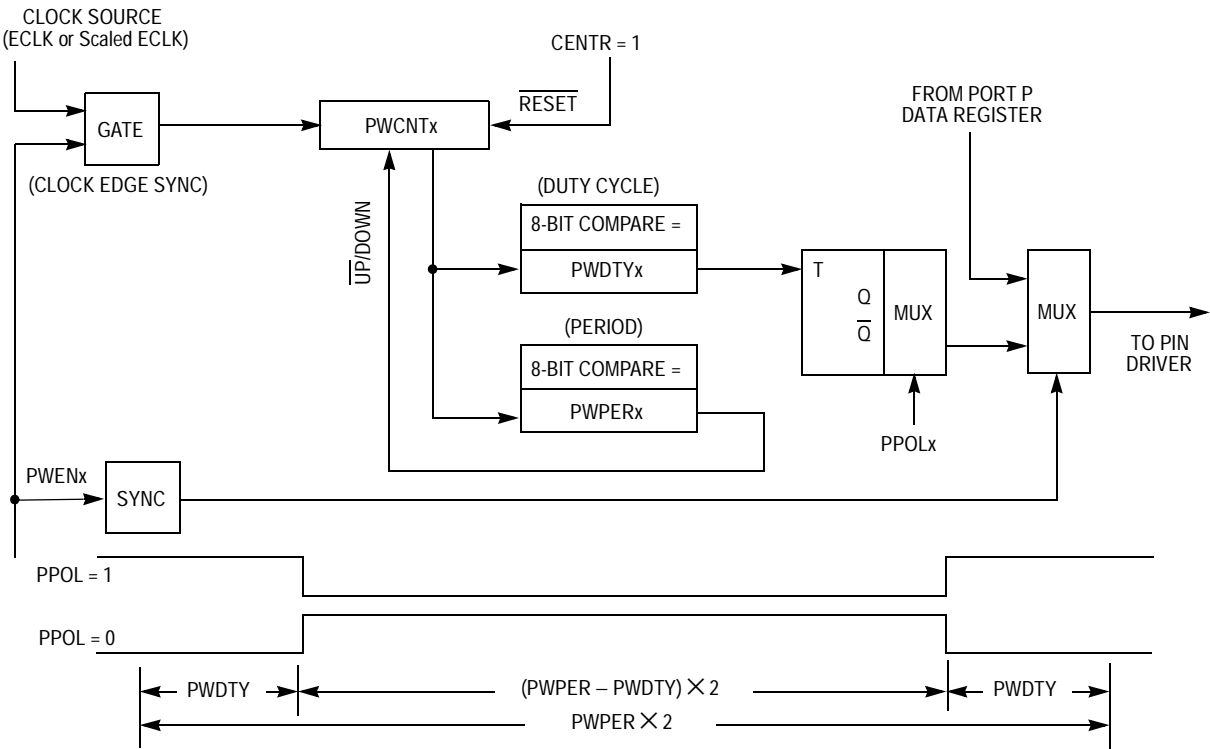 CLOCK SOURCE
(ECLK or Scaled ECLK)
CENTR = 1
RESET
FROM PORT P
DATA REGISTER
GATE
PWCNTx
(CLOCK EDGE SYNC)
(DUTY CYCLE)
8-BIT COMPARE =
PWDTYx
UP/DOWN
T
Q
Q
MUX
MUX
(PERIOD)
8-BIT COMPARE =
PWPERx
TO PIN
DRIVER
PPOLx
PWENx
SYNC
PPOL = 1
PPOL = 0
PWDTY
(PWPER – PWDTY) × 2
PWDTY
PWPER × 2